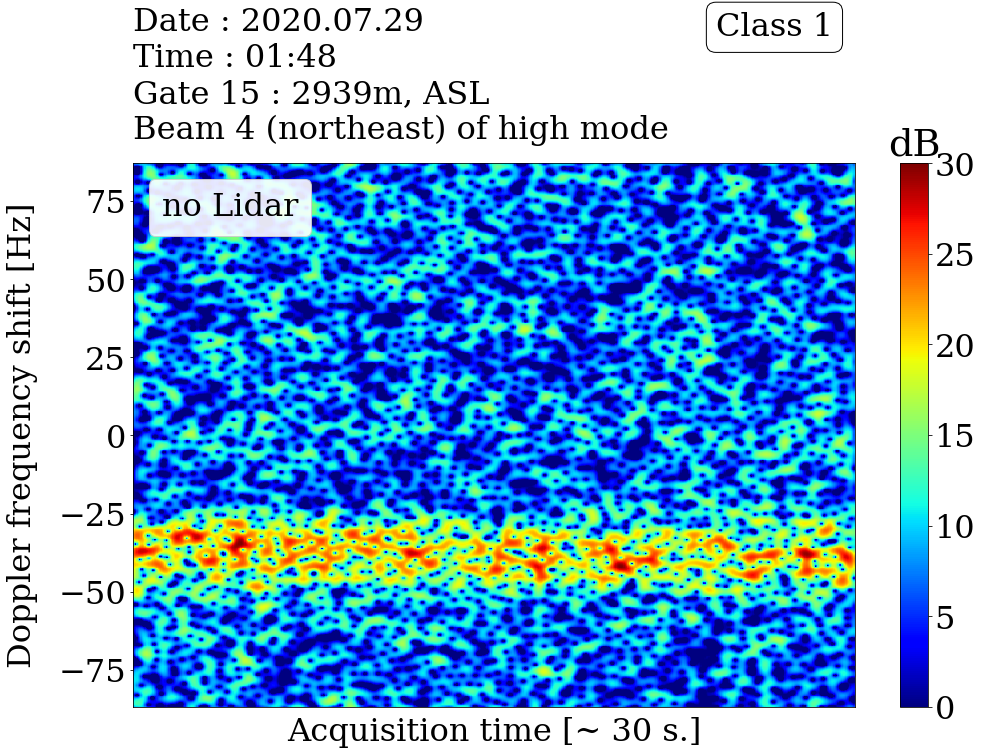 Date : 2020.07.29
Time : 01:48
Gate 15 : 2939m, ASL
Beam 4 (northeast) of high mode
Class 1
dB
no Lidar
Doppler frequency shift [Hz]
75
50
25
0
−25
−50
−75
Acquisition time [~ 30 s.]
30
25
20
15
10
5
0